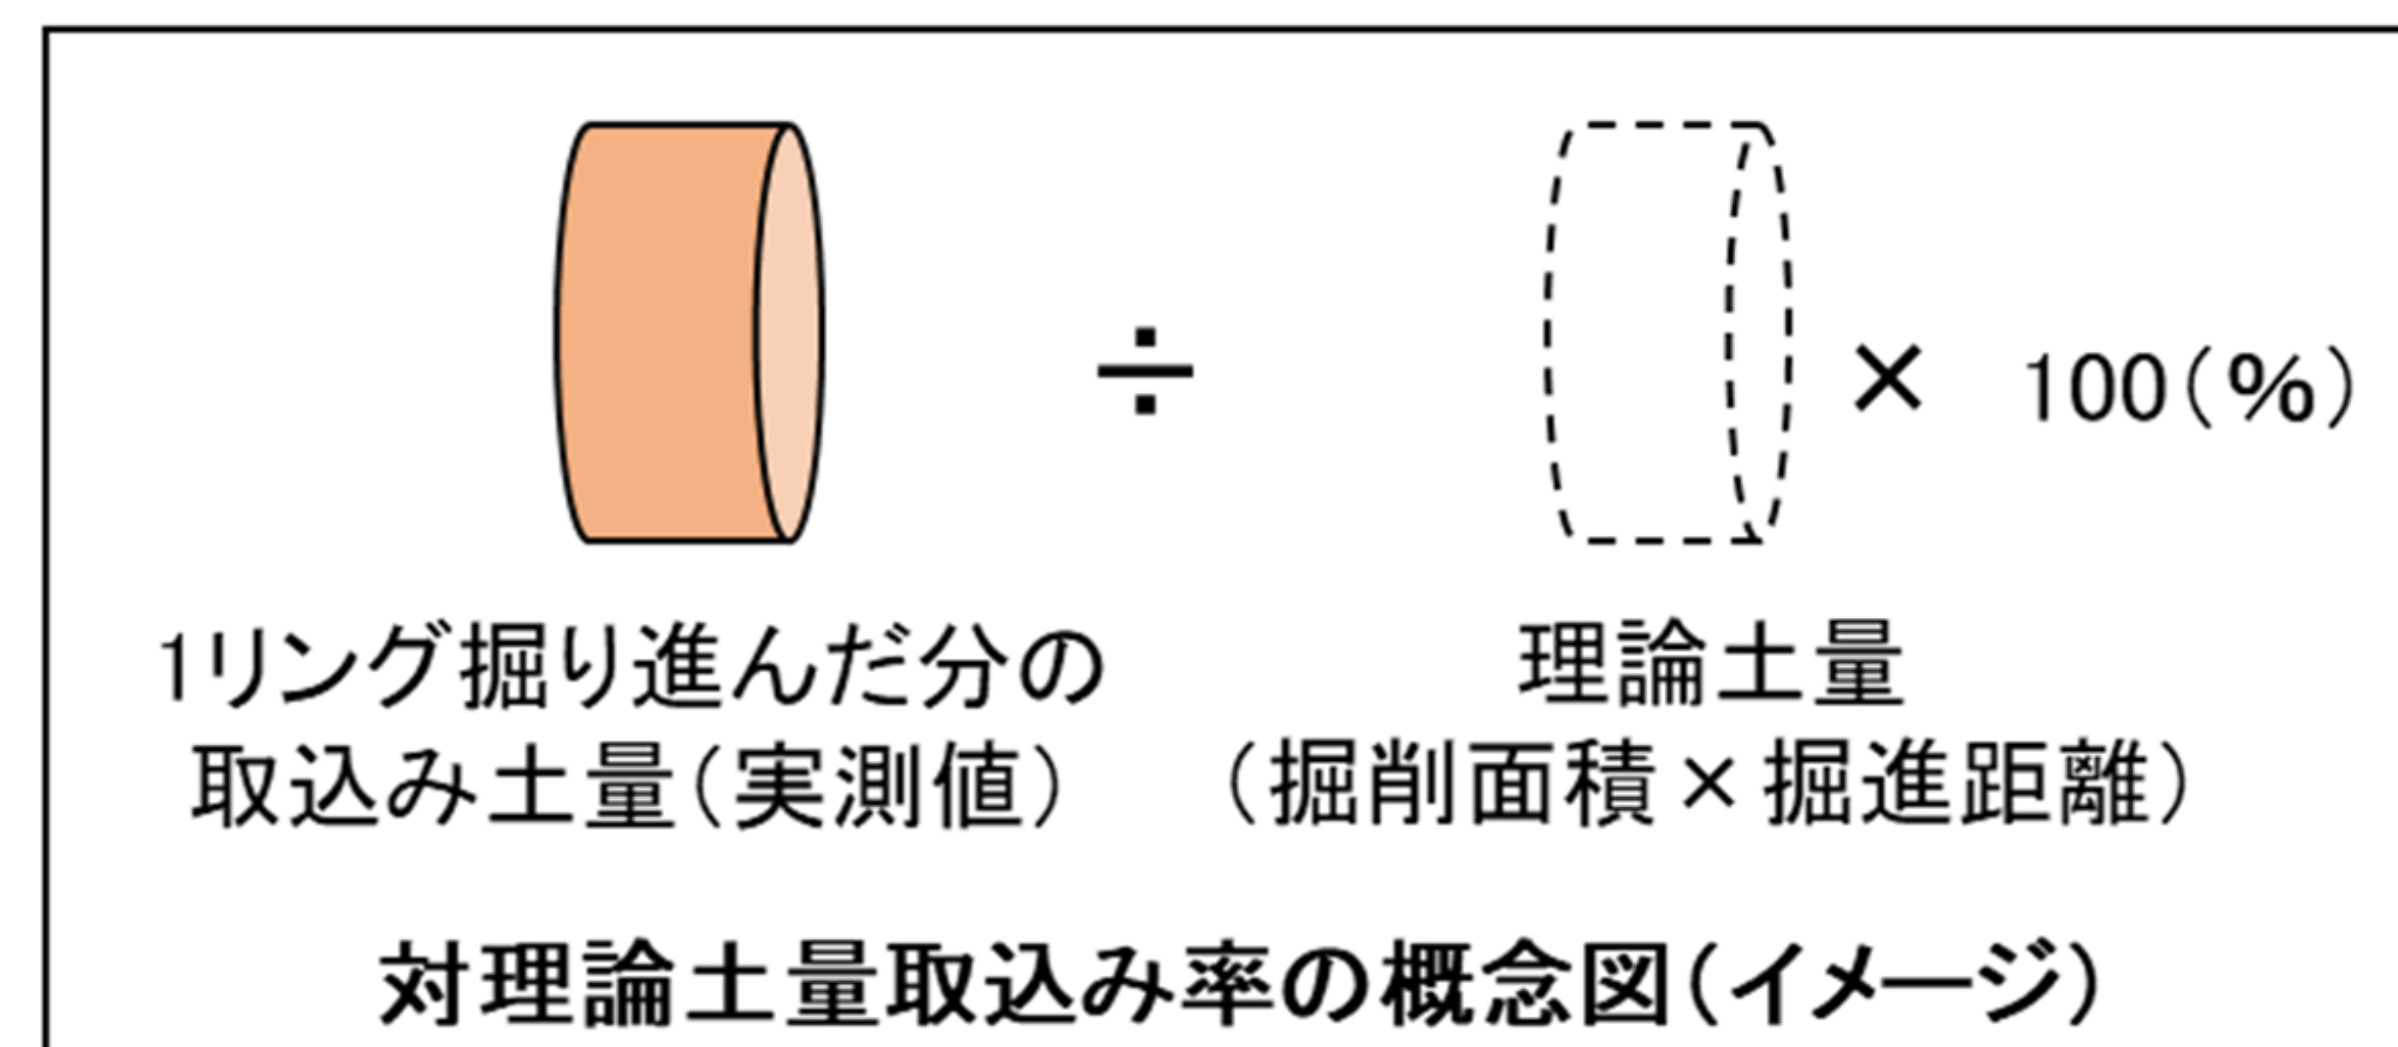 ÷ × 100(%)
1リング掘り進んだ分の
取込み土量(実測値)
理論土量
(掘削面積×掘進距離)
対理論土量取込み率の概念図(イメージ)